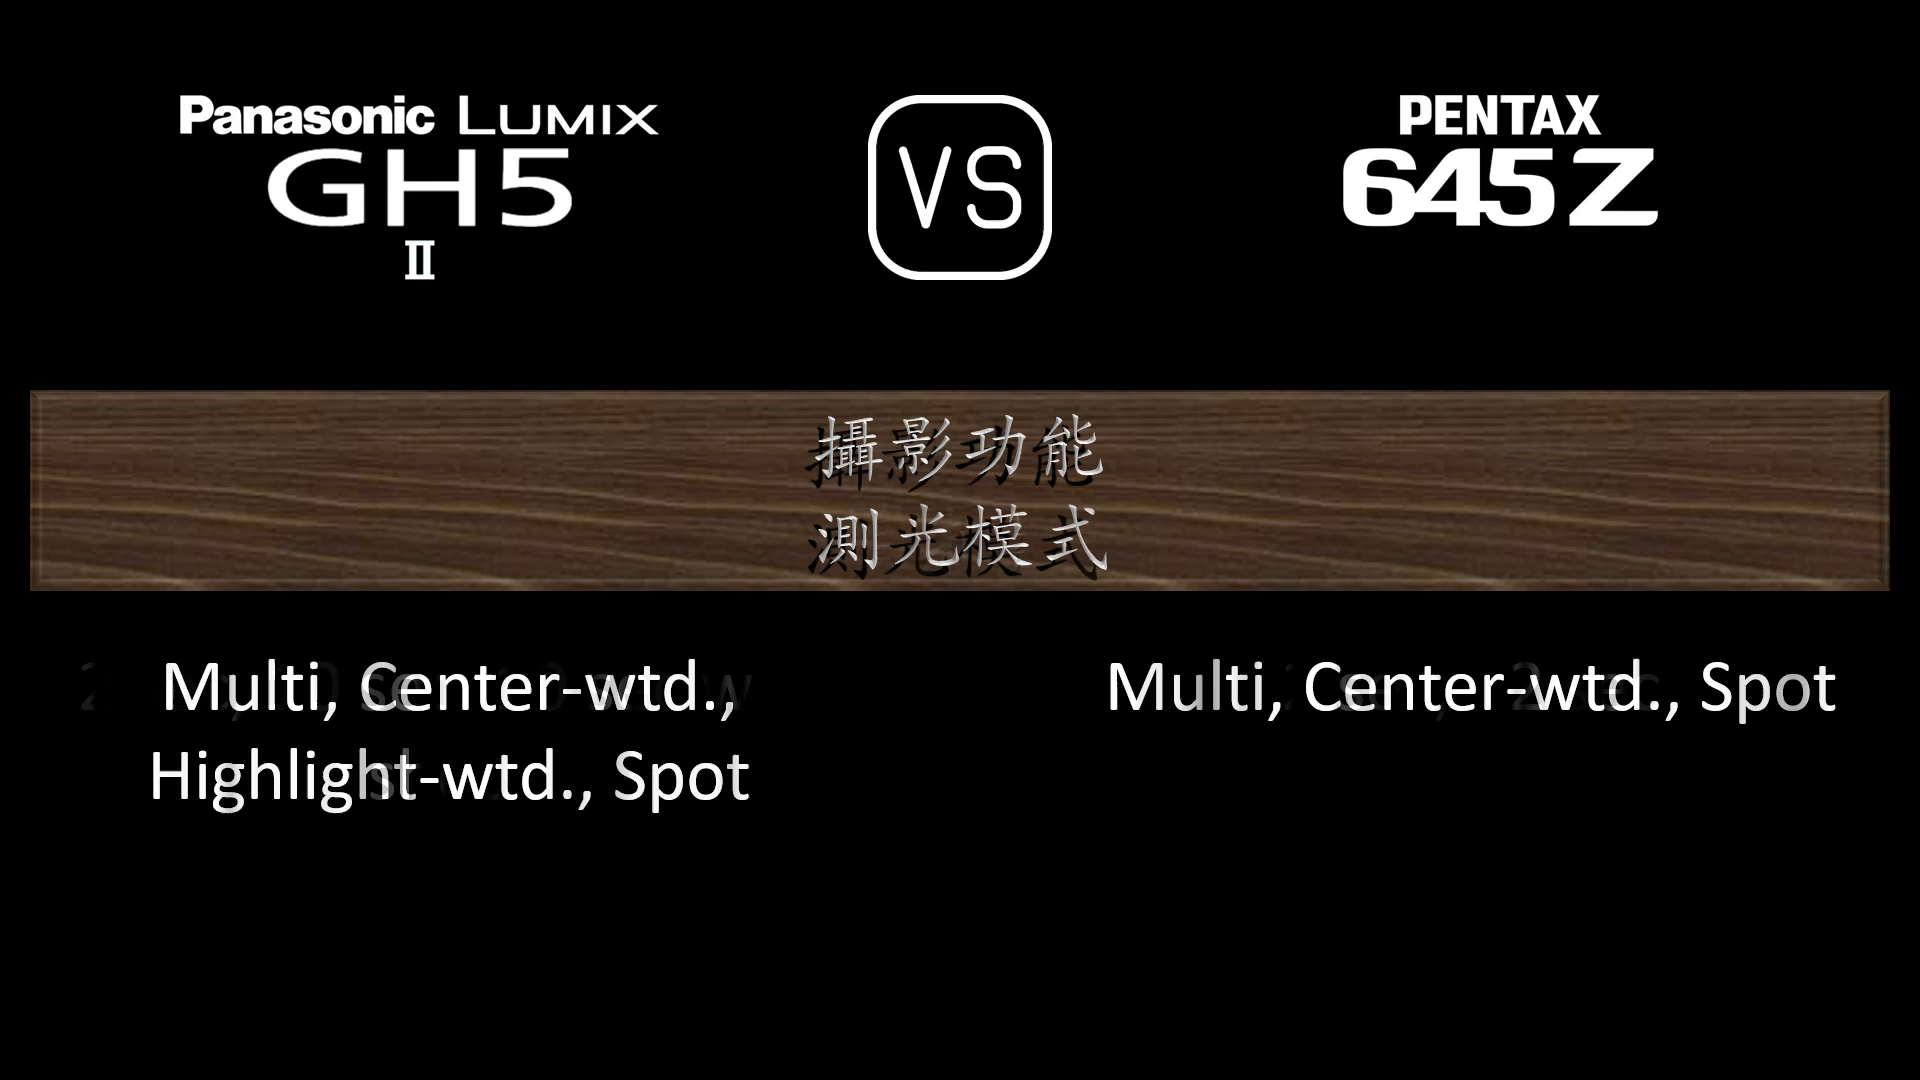 Panasonic LUMIX
GH5
II
VS
PENTAX
645Z
攝影功能
測光模式
Multi, Center-wtd.,
Highlight-wtd., Spot
Multi, Center-wtd., Spot